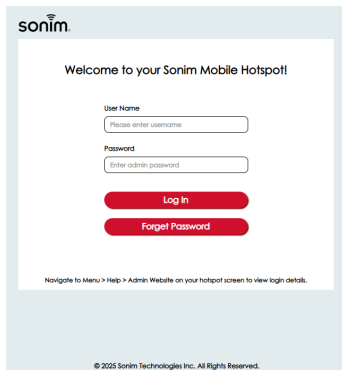 sonim.
Welcome to your Sonim Mobile Hotspot!
User Name
Please enter username
Password
Enter admin password
Log In
Forget Password
Navigate to Menu > Help > Admin Website on your hotspot screen to view login details.
© 2025 Sonim Technologies Inc. All Rights Reserved.